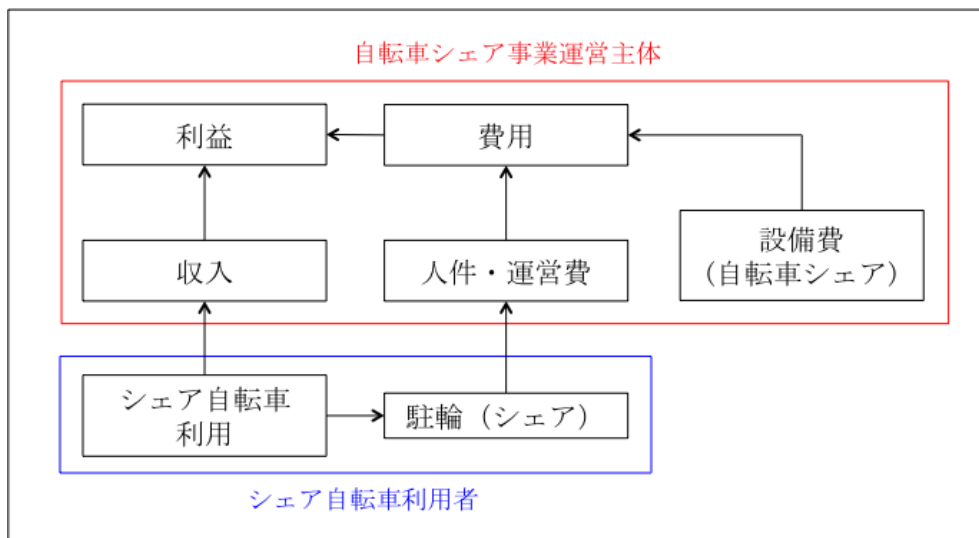 自転車シェア事業運営主体
利益
費用
収入
人件・運営費
設備費
（自転車シェア）
シェア自転車
利用
駐輪（シェア）
シェア自転車利用者